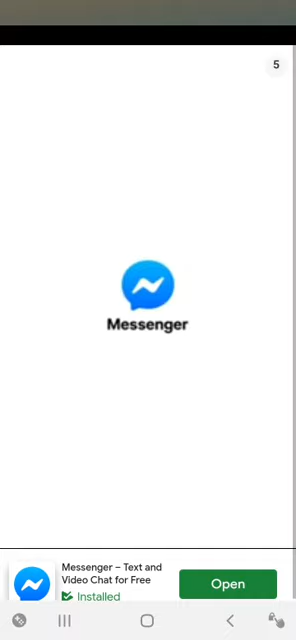 5
Messenger
Messenger – Text and
Video Chat for Free
Installed
Open